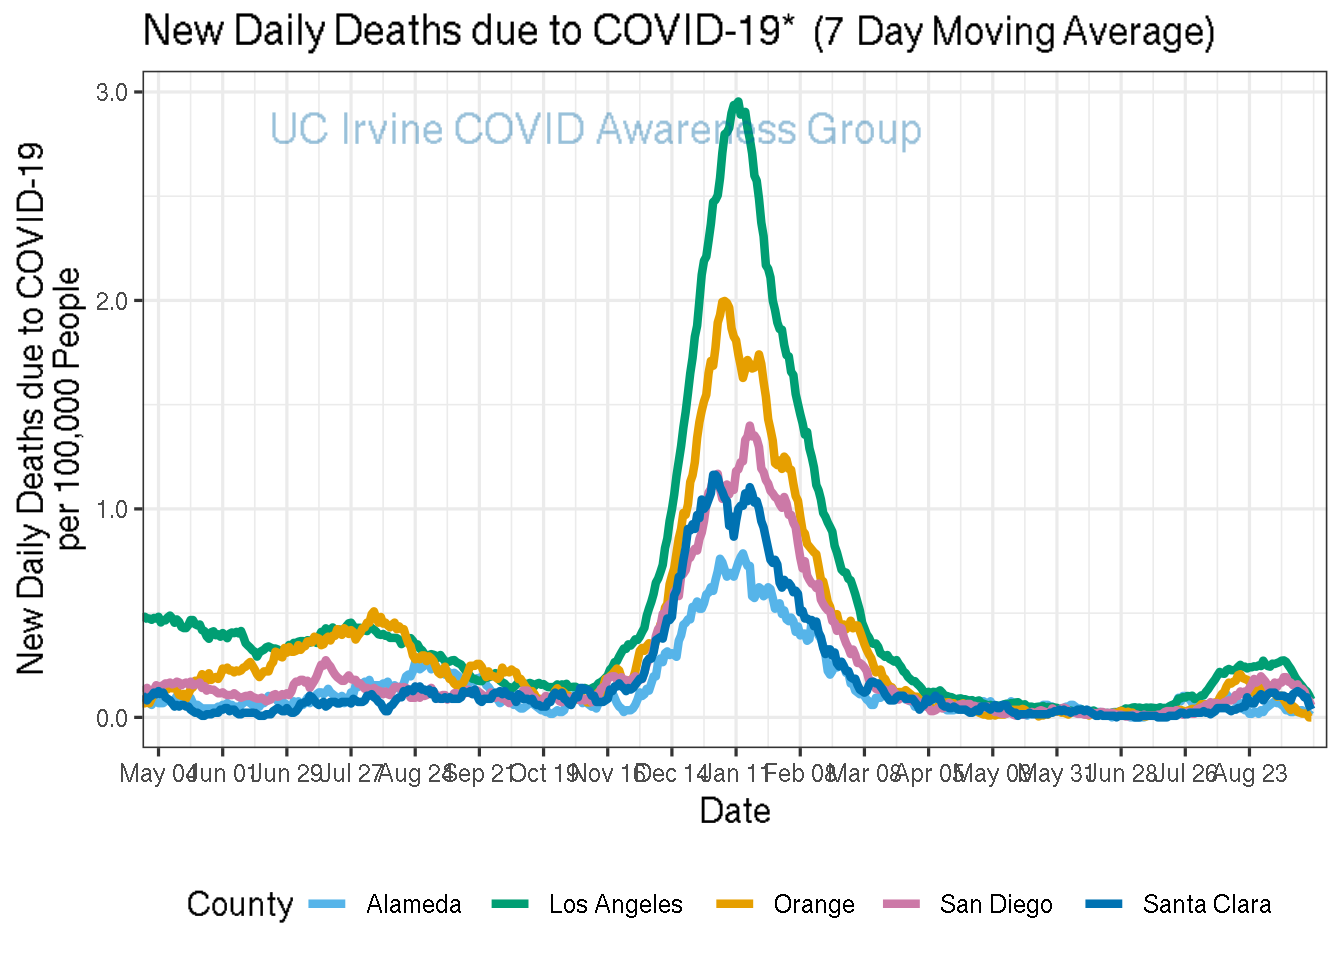 New Daily Deaths due to COVID-19* (7 Day Moving Average)
UC Irvine COVID Awareness Group
New Daily Deaths due to COVID-19
per 100,000 People
3.0
2.0
1.0
0.0
May 04 Jun 01 Jun 29 Jul 27 Aug 24 Sep 21 Oct 19 Nov 16 Dec 14 Jan 11 Feb 08 Mar 08 Apr 05 May 03 May 31 Jun 28 Jul 26 Aug 23
Date
County Alameda Los Angeles Orange San Diego Santa Clara